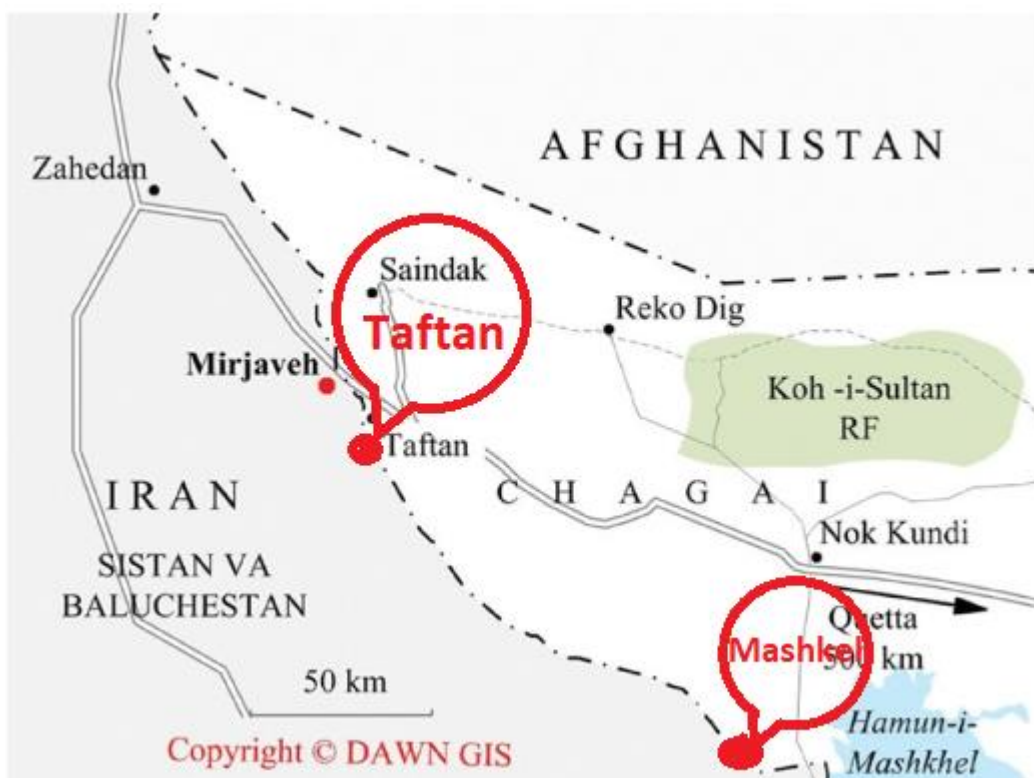 AFGHANISTAN
Zahedan
Saindak
Taftan
Reko Dig
Mirjaveh
Koh -i-Sultan
RF
Taftan
IRAN
CHAGAI
Nok Kundi
SISTAN VA
BALUCHESTAN
Quetta
Mashkel
500 km
50 km
Hamun-i-
Mashkhel
Copyright © DAWN GIS